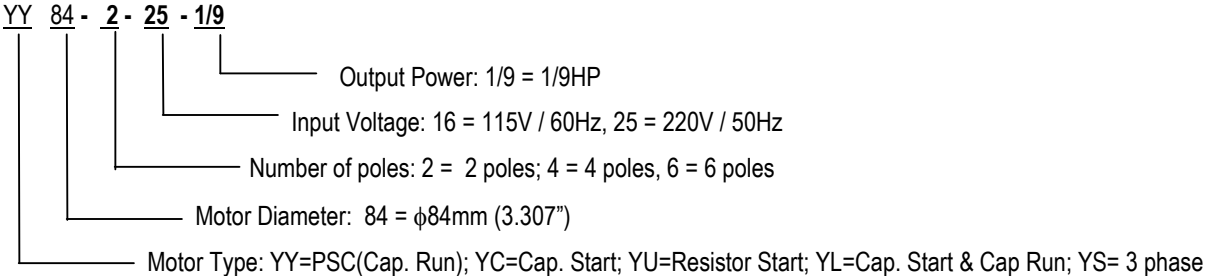 YY 84 - 2 - 25 - 1/9
Output Power: 1/9 = 1/9HP
Input Voltage: 16 = 115V / 60Hz, 25 = 220V / 50Hz
Number of poles: 2 = 2 poles; 4 = 4 poles, 6 = 6 poles
Motor Diameter: 84 = ϕ84mm (3.307”)
Motor Type: YY=PSC(Cap. Run); YC=Cap. Start; YU=Resistor Start; YL=Cap. Start & Cap Run; YS= 3 phase